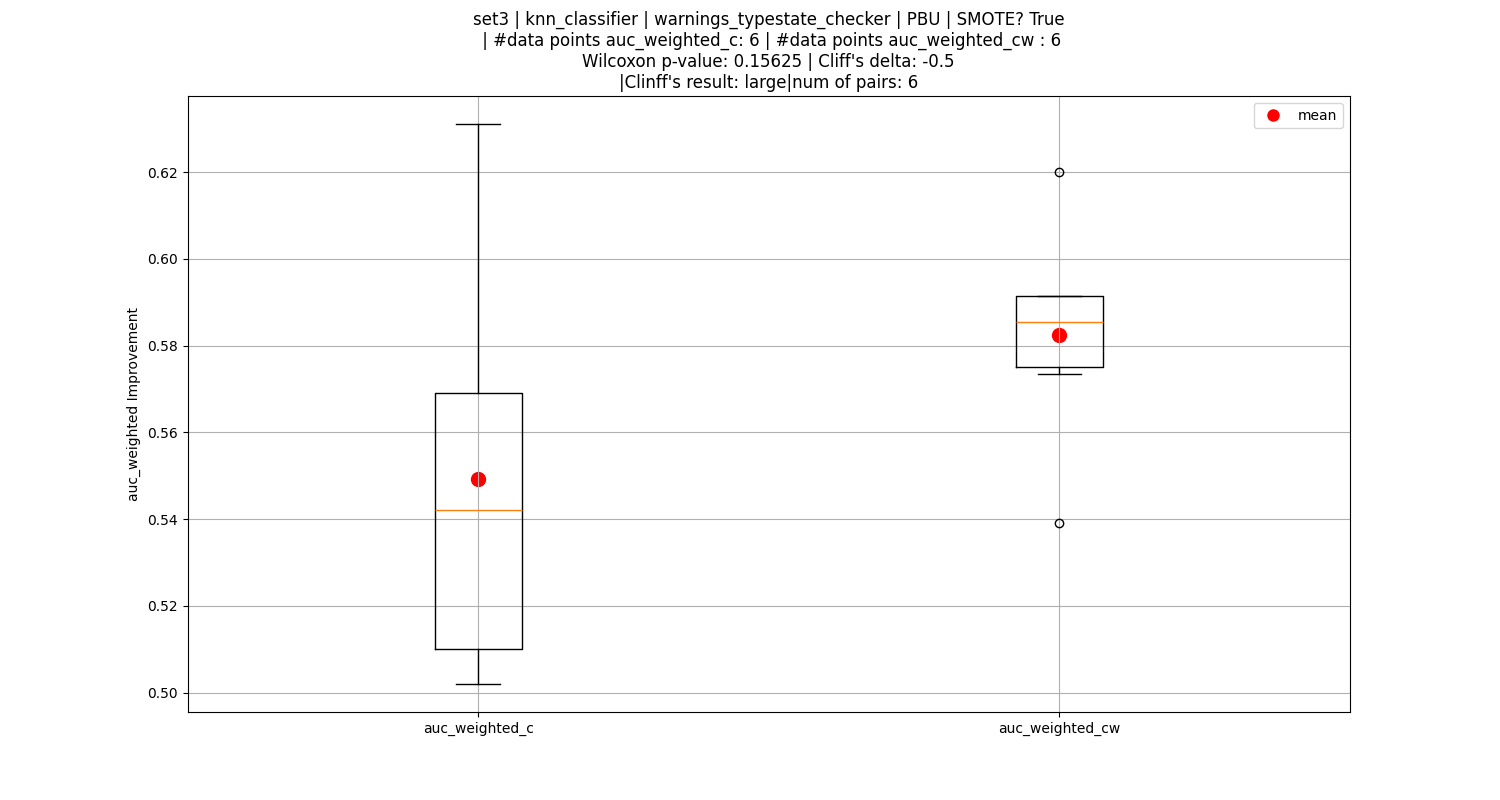 set3 | knn_classifier | warnings_typestate_checker | PBU | SMOTE? True
| #data points auc_weighted_c: 6 | #data points auc_weighted_cw : 6
Wilcoxon p-value: 0.15625 | Cliff's delta: -0.5
|Clinff's result: large|num of pairs: 6
mean
0.62
0.60
0.58
0.56
0.54
0.52
0.50
auc_weighted Improvement
auc_weighted_c
auc_weighted_cw